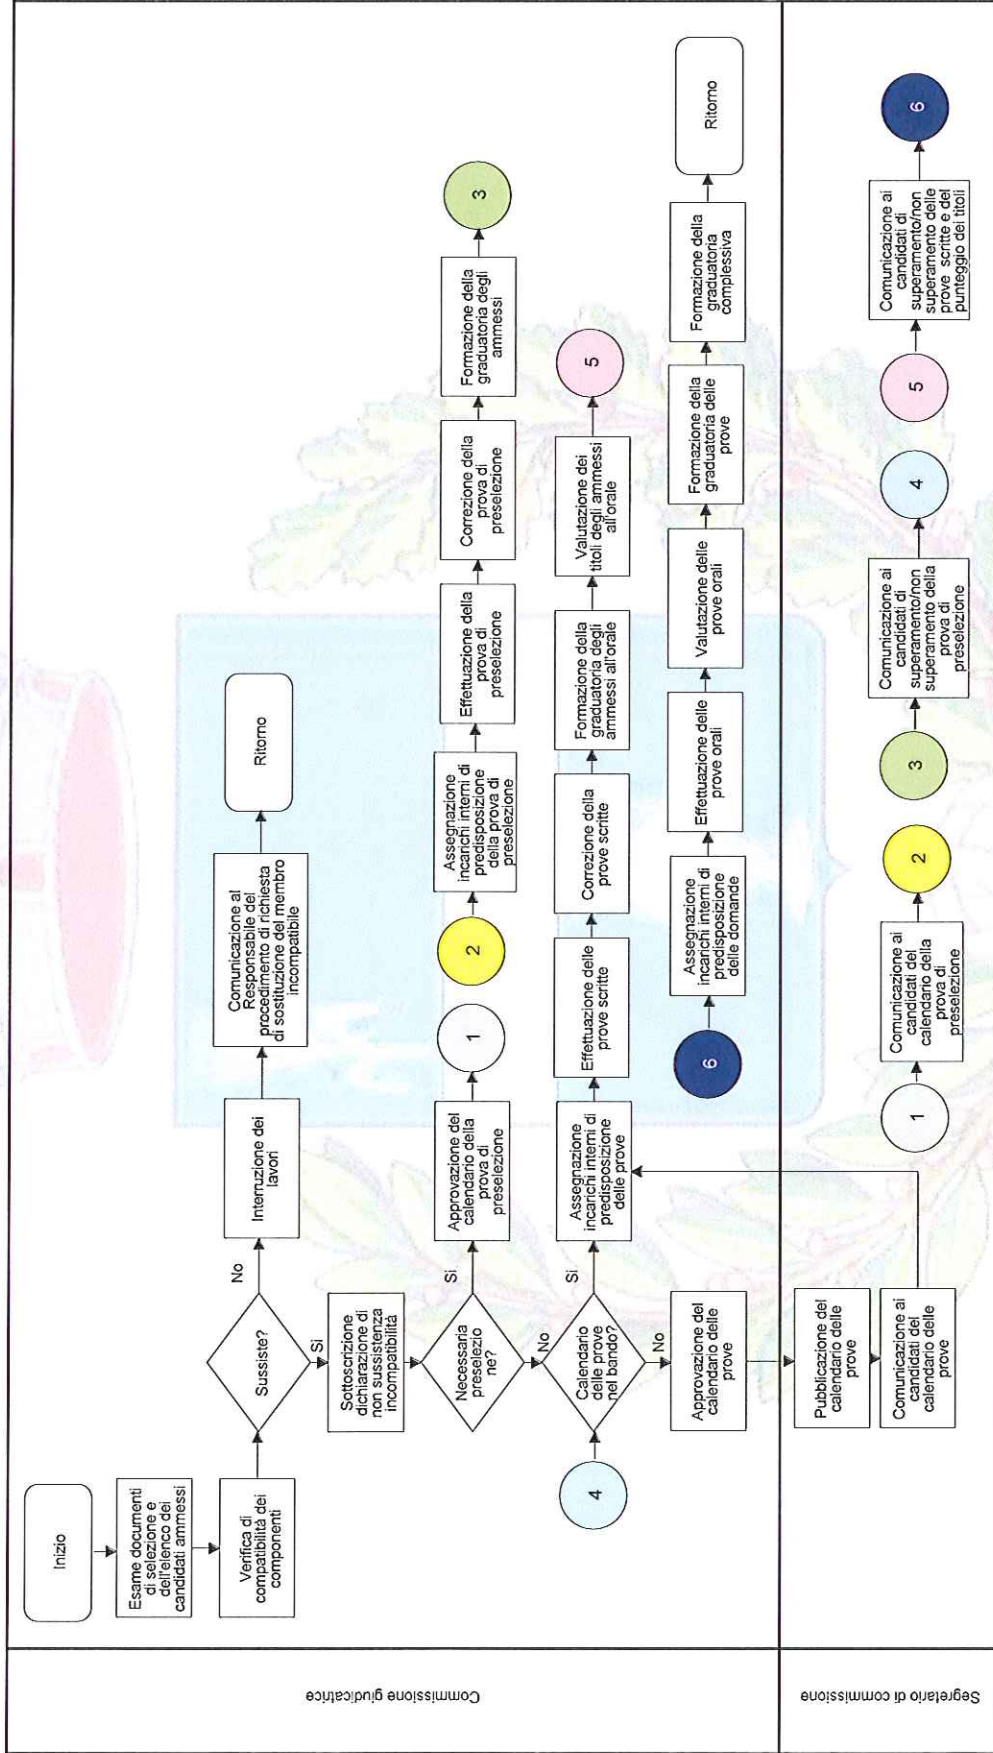 Commissione giudicatrice
Inizio
Esame documenti
di selezione e
dell'elenco dei
candidati ammessi
Verifica di
compatibilità dei
componenti
Sussiste?
No
Interruzione dei
lavori
Comunicazione al
Responsabile del
procedimento di richiesta
di sostituzione del membro
incompatibile
Ritorno
Si
Sottoscrizione
dichiarazione di
non sussistenza
incompatibilità
Necessaria
preselezio
ne?
Si
Approvazione del
calendario della
prova di
preselezione
1
2
Assegnazione
incarichi interni di
predisposizione
della prova di
preselezione
Effettuazione della
prova di
preselezione
Correzione della
prova di
preselezione
Formazione della
graduatoria degli
ammessi
3
No
4
Calendario
delle prove
nel bando?
Si
Assegnazione
incarichi interni di
predisposizione
delle prove
Effettuazione delle
prove scritte
Correzione della
prove scritte
Formazione della
graduatoria degli
ammessi all'orale
Valutazione dei
titoli degli ammessi
all'orale
5
No
Approvazione del
calendario delle
prove
6
Assegnazione
incarichi interni di
predisposizione
delle domande
Effettuazione delle
prove orali
Valutazione delle
prove orali
Formazione della
graduatoria delle
prove
Formazione della
graduatoria
complessiva
Ritorno
Segretario di commissione
Pubblicazione del
calendario delle
prove
Comunicazione ai
candidati del
calendario delle
prove
1
Comunicazione ai
candidati del
calendario della
prova di
preselezione
2
3
Comunicazione ai
candidati di
superamento/non
superamento della
prova di
preselezione
4
5
Comunicazione ai
candidati di
superamento/non
superamento delle
prove scritte e del
punteggio dei titoli
6